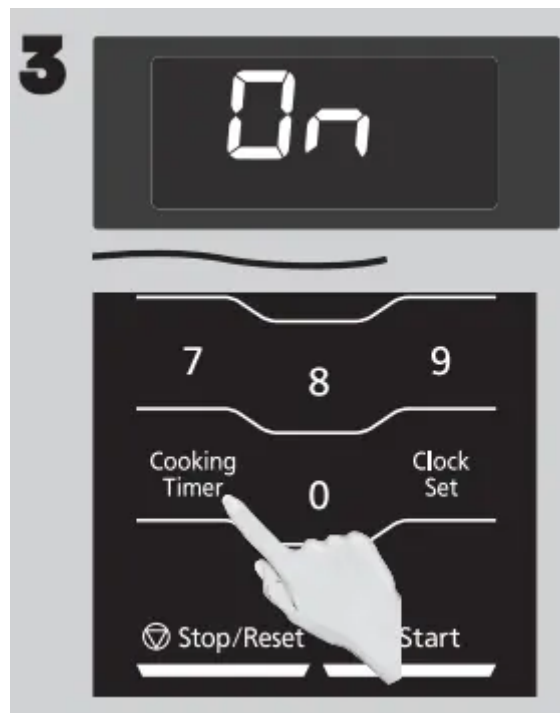 3
On
7 8 9
Cooking
Timer
0
Clock
Set
Stop/Reset
Start